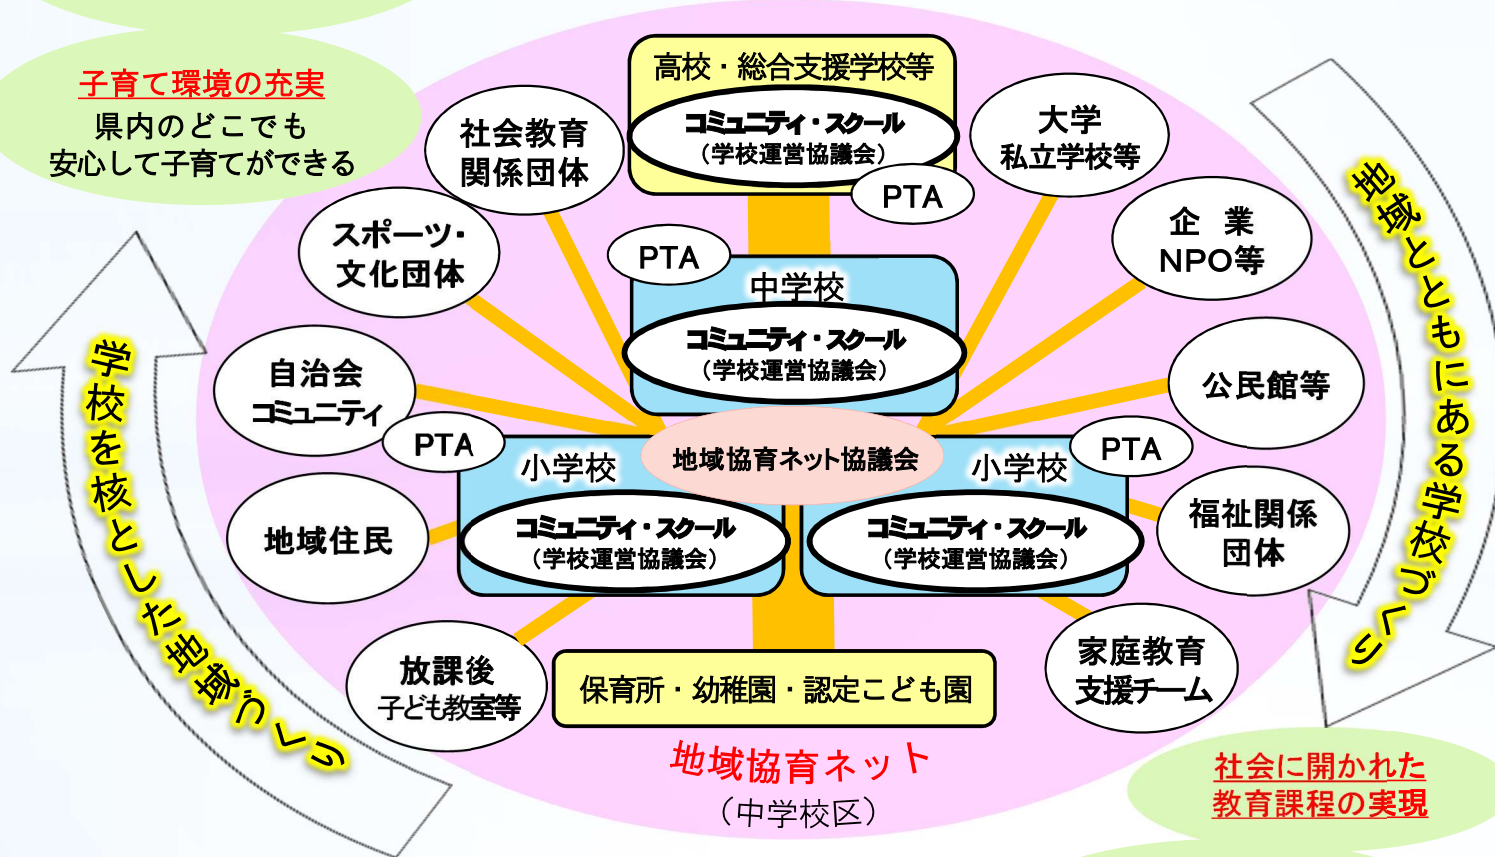 子育て環境の充実
県内のどこでも
安心して子育てができる
高校・総合支援学校等
コミュニティ・スクール
（学校運営協議会）
PTA
社会教育
関係団体
大学
私立学校等
スポーツ・
文化団体
企　業
NPO等
PTA
中学校
コミュニティ・スクール
（学校運営協議会）
自治会
コミュニティ
公民館等
PTA
小学校
コミュニティ・スクール
（学校運営協議会）
地域協育ネット協議会
小学校
PTA
コミュニティ・スクール
（学校運営協議会）
地域住民
福祉関係
団体
放課後
子ども教室等
保育所・幼稚園・認定こども園
家庭教育
支援チーム
地域協育ネット
（中学校区）
学校を核とした地域づくり
地域とともにある学校づくり
社会に開かれた
教育課程の実現